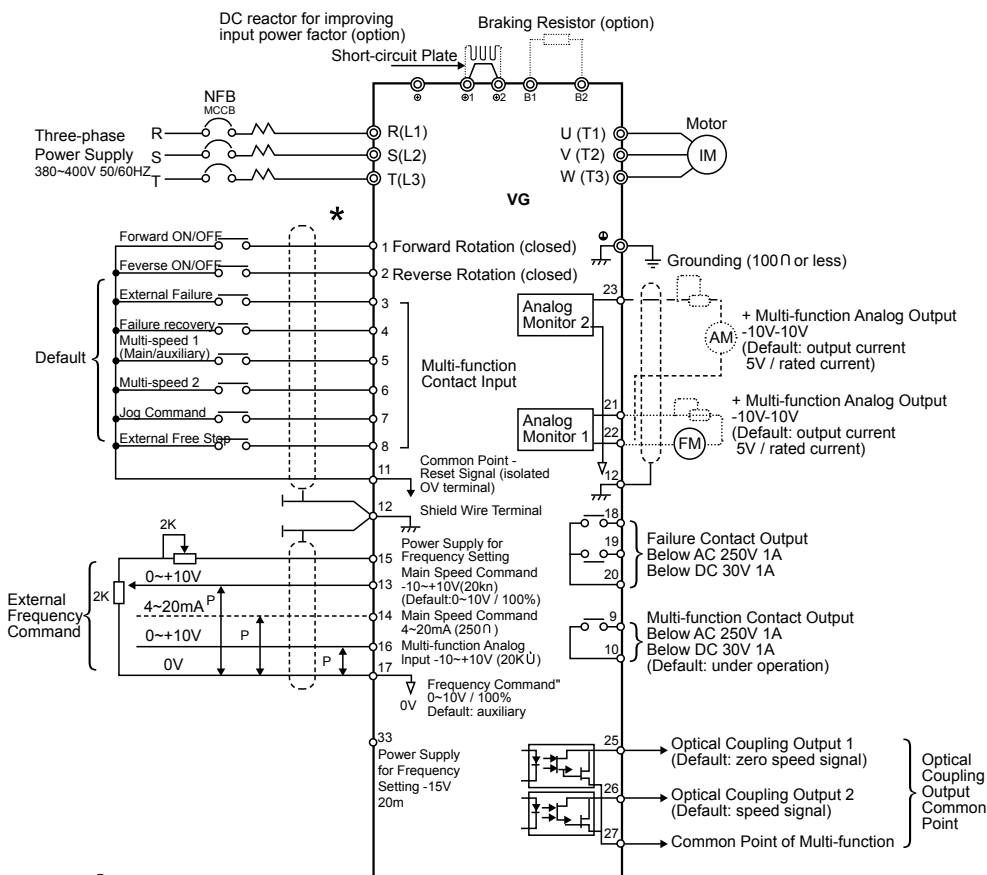 DC reactor for improving
input power factor (option)
Braking Resistor (option)
Short-circuit Plate
⊕
⊕1
⊕2
B1
B2
NFB
MCCB
Three-phase
Power Supply
380~400V 50/60HZ
R
S
T
R(L1)
S(L2)
T(L3)
U (T1)
V (T2)
W (T3)
Motor
IM
VG
*
Forward ON/OFF
1 Forward Rotation (closed)
Feverse ON/OFF
2 Reverse Rotation (closed)
External Failure
3
Failure recovery
4
Multi-speed 1
(Main/auxiliary)
5
Multi-speed 2
6
Jog Command
7
External Free Stop
8
Default
Multi-function
Contact Input
11
Common Point -
Reset Signal (isolated
OV terminal)
12
Shield Wire Terminal
Grounding (100Ո or less)
23
Analog
Monitor 2
AM
+ Multi-function Analog Output
-10V-10V
(Default: output current
5V / rated current)
21
Analog
Monitor 1
22
FM
+ Multi-function Analog Output
-10V-10V
(Default: output current
5V / rated current)
12
18
19
20
Failure Contact Output
Below AC 250V 1A
Below DC 30V 1A
9
10
Multi-function Contact Output
Below AC 250V 1A
Below DC 30V 1A
(Default: under operation)
2K
2K
External
Frequency
Command
0~+10V
4~20mA
0~+10V
0V
P
P
P
15
Power Supply for
Frequency Setting
13
Main Speed Command
-10~+10V(20kn)
(Default:0~10V / 100%)
14
Main Speed Command
4~20mA (250Ո)
16
Multi-function Analog
Input -10~+10V (20KU)
17
0V
Frequency Command"
0~10V / 100%
Default: auxiliary
33
Power Supply
for Frequency
Setting -15V
20m
25
Optical Coupling Output 1
(Default: zero speed signal)
26
Optical Coupling Output 2
(Default: speed signal)
27
Common Point of Multi-function
Optical
Coupling
Output
Common
Point